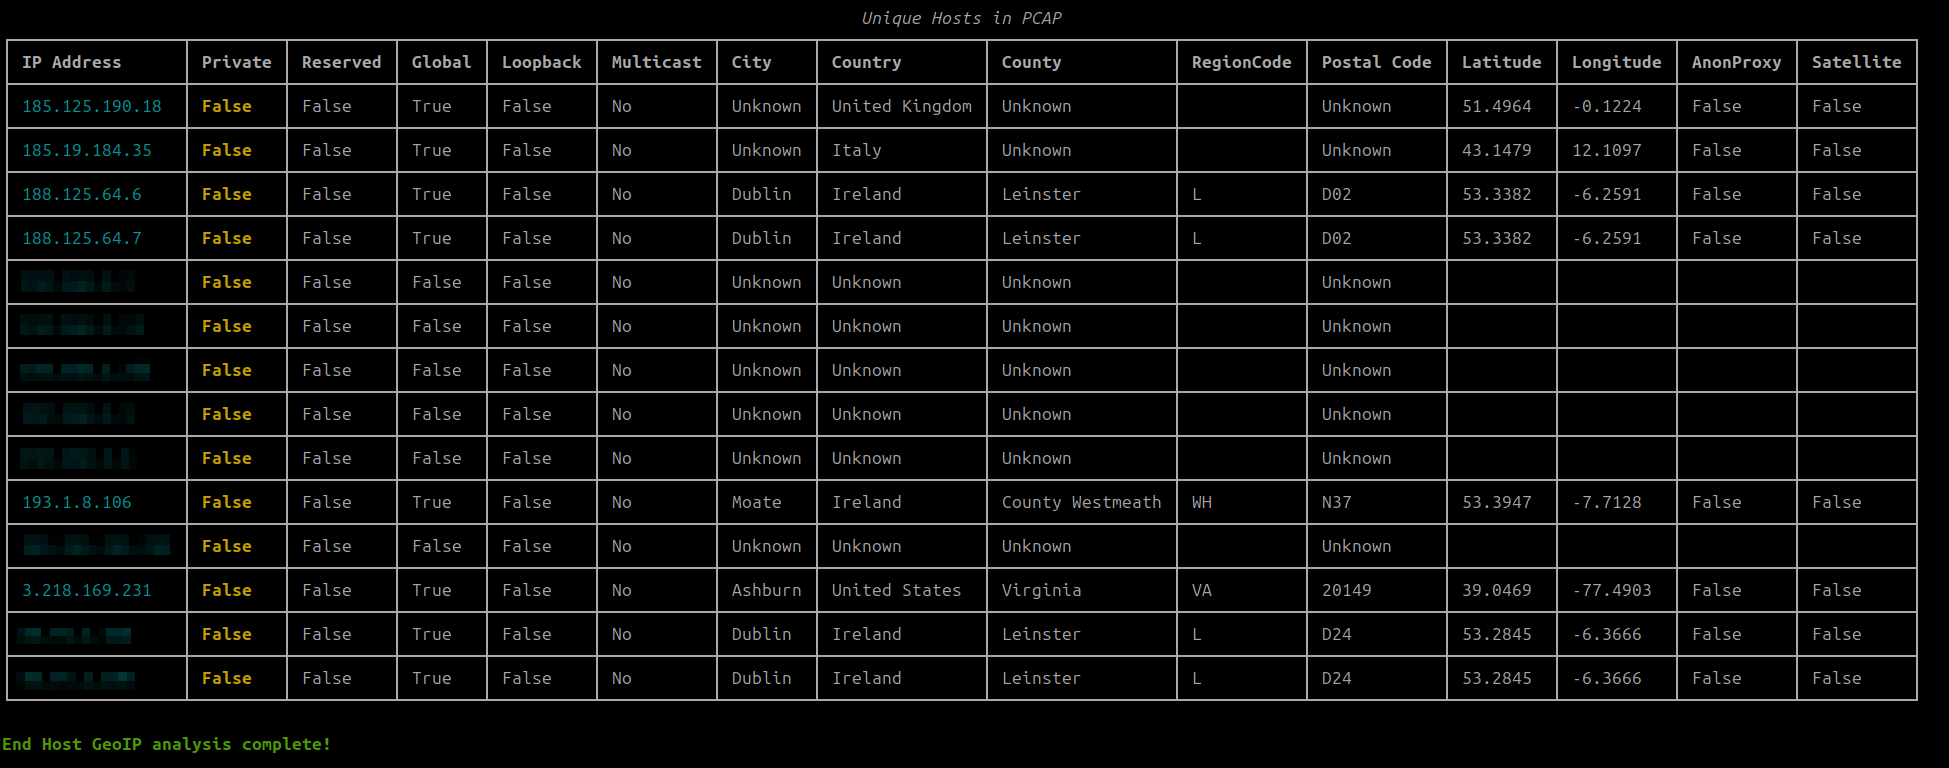 Unique Hosts in PCAP
IP Address Private Reserved Global Loopback Multicast City Country County RegionCode Postal Code Latitude Longitude AnonProxy Satellite
185.125.190.18 False False True False No Unknown United Kingdom Unknown Unknown 51.4964 -0.1224 False False
185.19.184.35 False False True False No Unknown Italy Unknown Unknown 43.1479 12.1097 False False
188.125.64.6 False False True False No Dublin Ireland Leinster L D02 53.3382 -6.2591 False False
188.125.64.7 False False True False No Dublin Ireland Leinster L D02 53.3382 -6.2591 False False
False False False False No Unknown Unknown Unknown Unknown
False False False False No Unknown Unknown Unknown Unknown
False False False False No Unknown Unknown Unknown Unknown
False False False False No Unknown Unknown Unknown Unknown
False False False False No Unknown Unknown Unknown Unknown
193.1.8.106 False False True False No Moate Ireland County Westmeath WH N37 53.3947 -7.7128 False False
False False False False No Unknown Unknown Unknown Unknown
3.218.169.231 False False True False No Ashburn United States Virginia VA 20149 39.0469 -77.4903 False False
False False True False No Dublin Ireland Leinster L D24 53.2845 -6.3666 False False
False False True False No Dublin Ireland Leinster L D24 53.2845 -6.3666 False False
End Host GeoIP analysis complete!